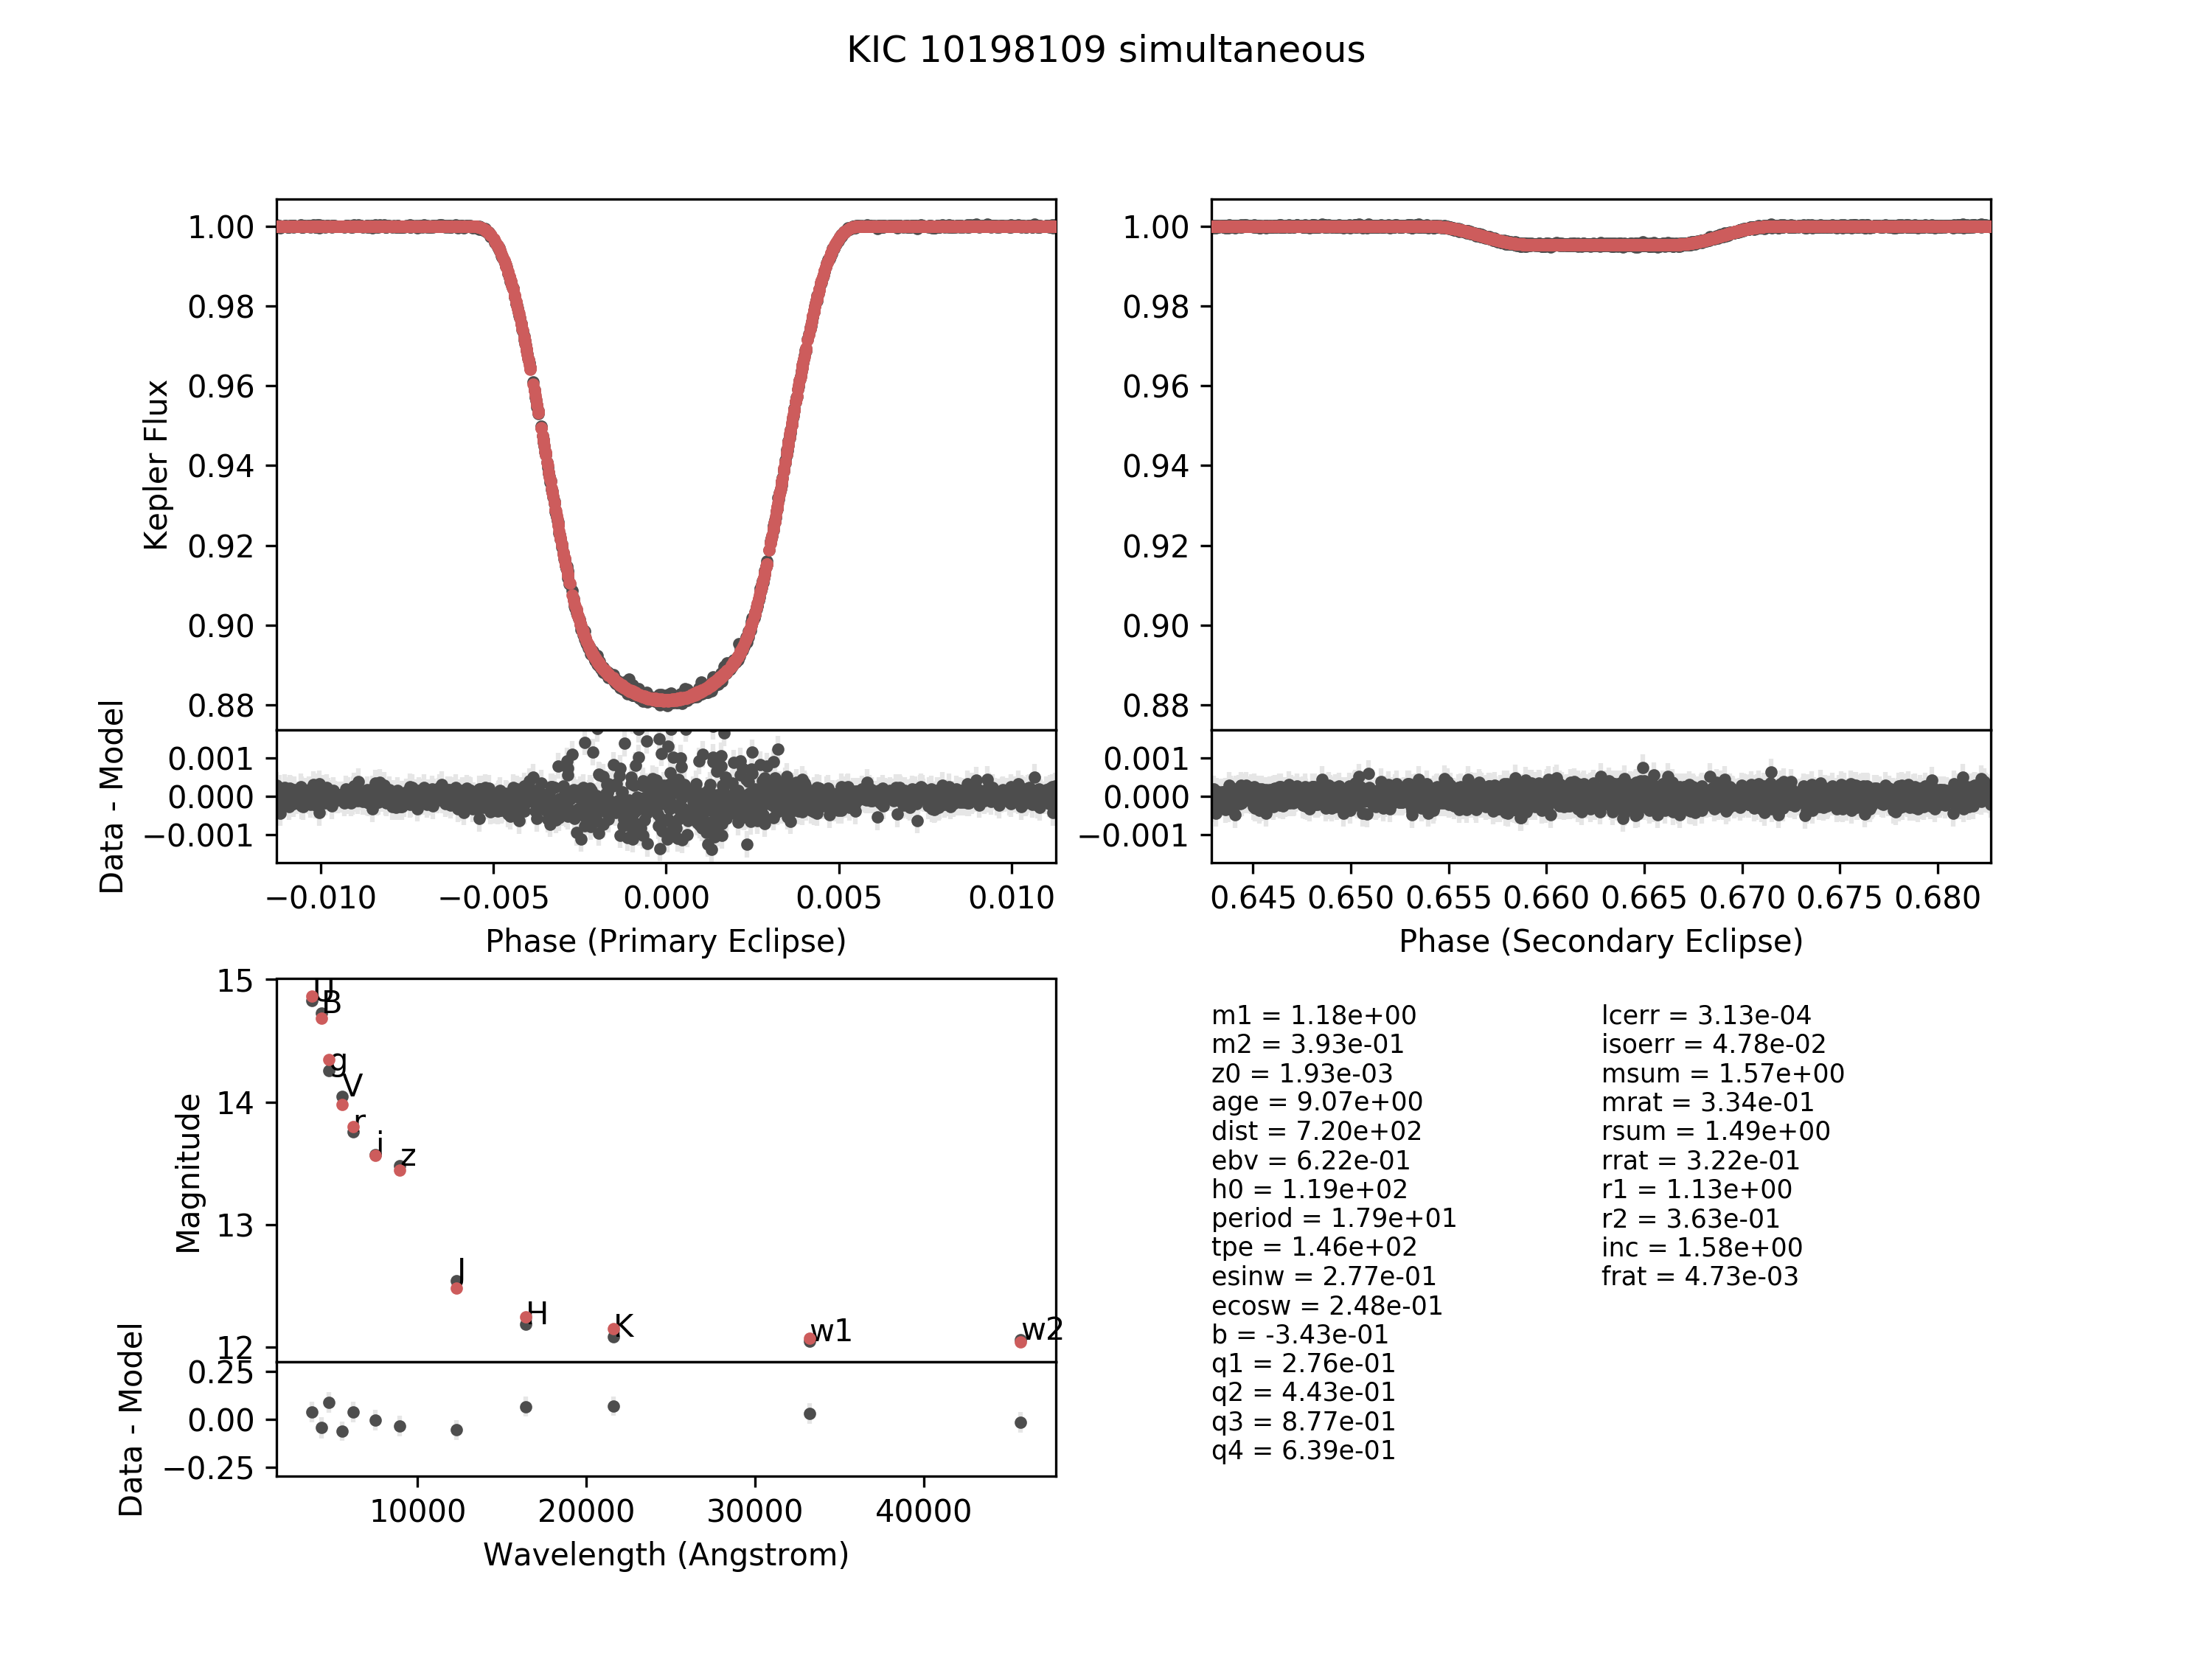 KIC 10198109 simultaneous
Kepler Flux
1.00
0.98
0.96
0.94
0.92
0.90
0.88
Data - Model
0.001
0.000
−0.001
−0.010 −0.005 0.000 0.005 0.010
Phase (Primary Eclipse)
1.00
0.98
0.96
0.94
0.92
0.90
0.88
0.001
0.000
−0.001
0.645 0.650 0.655 0.660 0.665 0.670 0.675 0.680
Phase (Secondary Eclipse)
Magnitude
15
14
13
12
U
B
g
V
r
i
z
J
H
K
w1
w2
Data - Model
0.25
0.00
−0.25
10000 20000 30000 40000
Wavelength (Angstrom)
m1 = 1.18e+00
m2 = 3.93e-01
z0 = 1.93e-03
age = 9.07e+00
dist = 7.20e+02
ebv = 6.22e-01
h0 = 1.19e+02
period = 1.79e+01
tpe = 1.46e+02
esinw = 2.77e-01
ecosw = 2.48e-01
b = -3.43e-01
q1 = 2.76e-01
q2 = 4.43e-01
q3 = 8.77e-01
q4 = 6.39e-01
lcerr = 3.13e-04
isoerr = 4.78e-02
msum = 1.57e+00
mrat = 3.34e-01
rsum = 1.49e+00
rrat = 3.22e-01
r1 = 1.13e+00
r2 = 3.63e-01
inc = 1.58e+00
frat = 4.73e-03